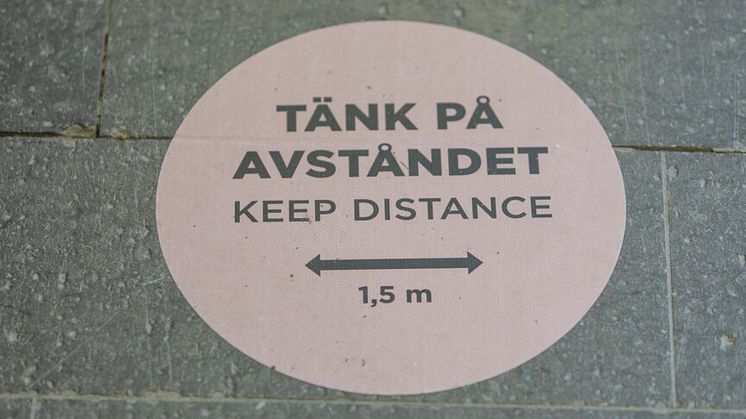 TÄNK PÅ
AVSTÅNDET
KEEP DISTANCE
1,5 m